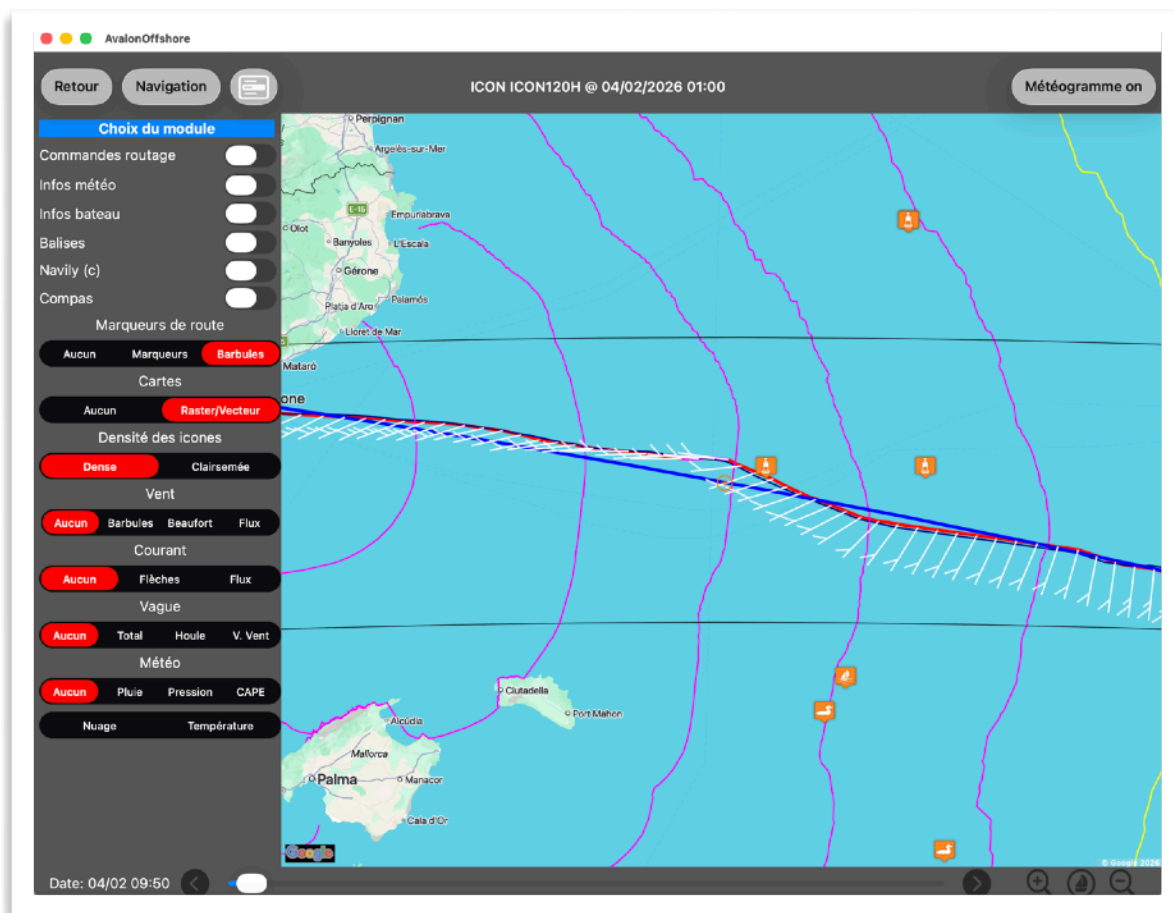 AvalonOffshore
Retour
Navigation
ICON ICON120H @ 04/02/2026 01:00
Météogramme on
Choix du module
Commandes routage
Infos météo
Infos bateau
Balises
Navily (c)
Compas
Marqueurs de route
Aucun Marqueurs Barbules
Cartes
Aucun Raster/Vecteur
Densité des icones
Dense Clairsemée
Vent
Aucun Barbules Beaufort Flux
Courant
Aucun Flèches Flux
Vague
Aucun Total Houle V. Vent
Météo
Aucun Pluie Pression CAPE
Nuage Température
Perpignan
Argelès-sur-Mer
E-15
Empuriabrava
Olot
Banyoles
L'Escala
Gérone
Platja d'Aro
Palamós
Lloret de Mar
5
Mataró
one
Ciutadella
Port Mahon
Alcúdia
Mallorca
Palma
Manacor
Cala d'Or
Google
© Google 2026
Date: 04/02 09:50